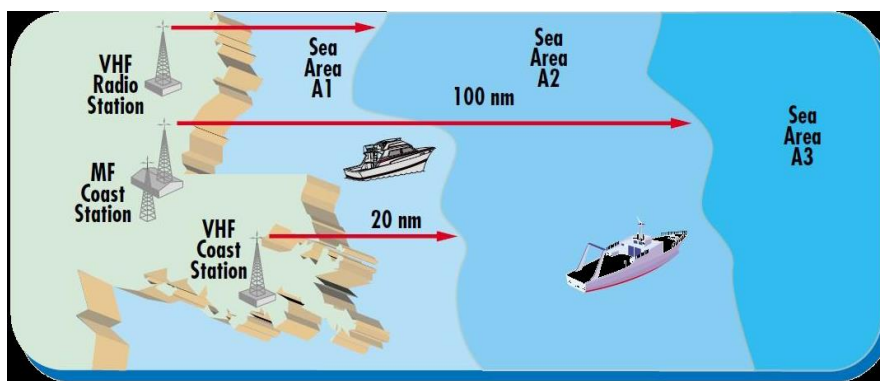 VHF
Radio
Station
Sea
Area
A1
Sea
Area
A2
100 nm
Sea
Area
A3
MF
Coast
Station
VHF
Coast
Station
20 nm